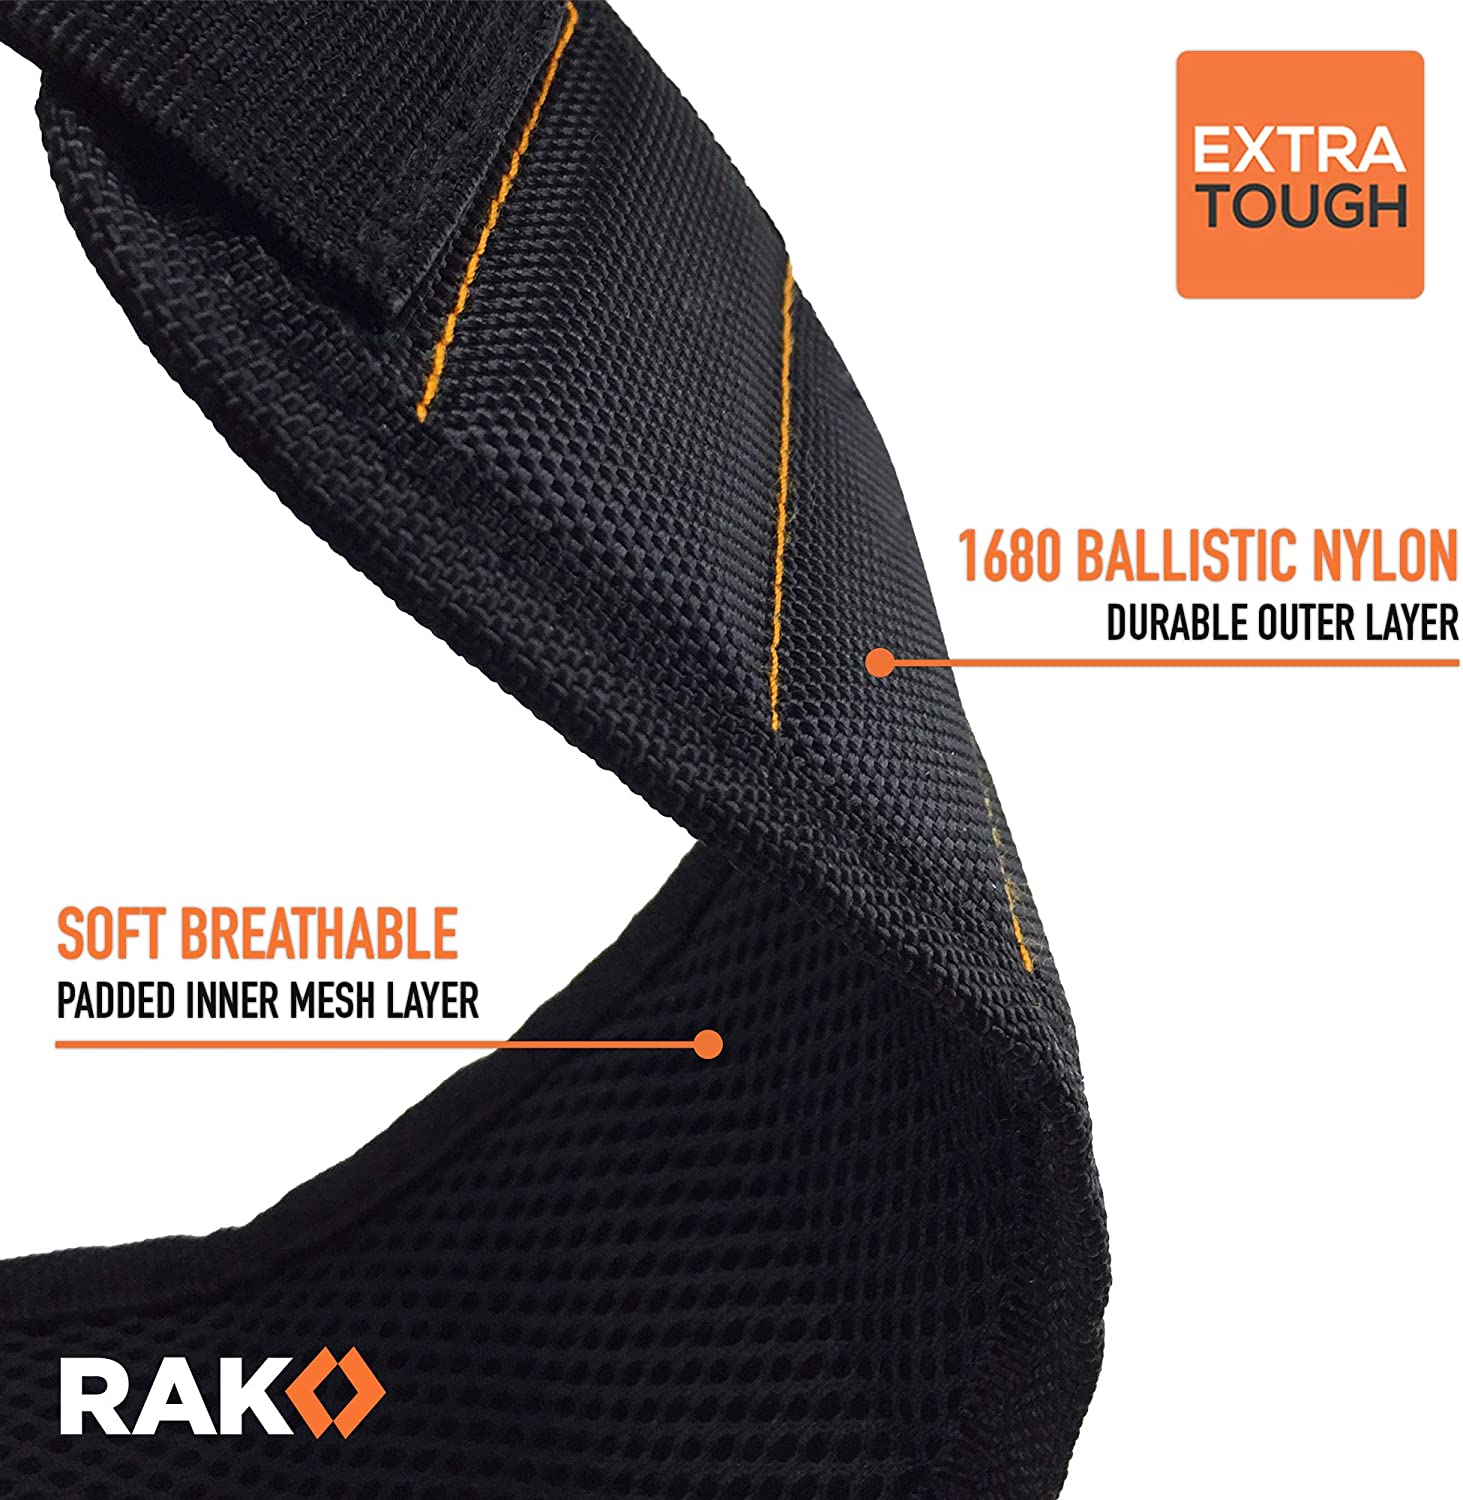 EXTRA
TOUGH
1680 BALLISTIC NYLON
DURABLE OUTER LAYER
SOFT BREATHABLE
PADDED INNER MESH LAYER
RAK